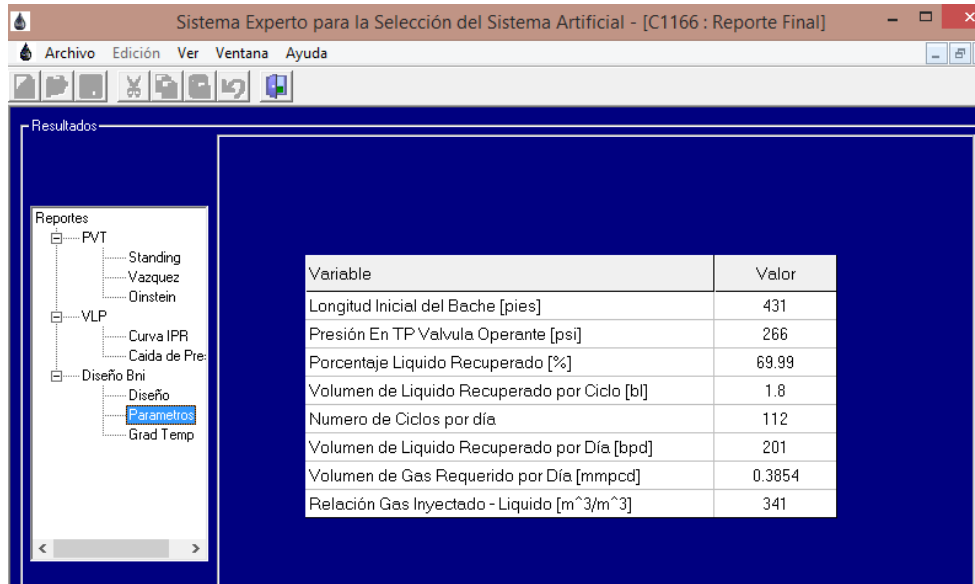 Sistema Experto para la Selección del Sistema Artificial - [C1166 : Reporte Final]
Archivo Edición Ver Ventana Ayuda
Resultados
Reportes
PVT
Standing
Vazquez
Oinstein
VLP
Curva IPR
Caida de Pre
Diseño Bni
Diseño
Parametros
Grad Temp
Variable Valor
Longitud Inicial del Bache [pies] 431
Presión En TP Valvula Operante [psi] 266
Porcentaje Liquido Recuperado [%] 69.99
Volumen de Liquido Recuperado por Ciclo [bl] 1.8
Numero de Ciclos por día 112
Volumen de Liquido Recuperado por Día [bpd] 201
Volumen de Gas Requerido por Día [mmpcd] 0.3854
Relación Gas Inyectado - Liquido [m^3/m^3] 341